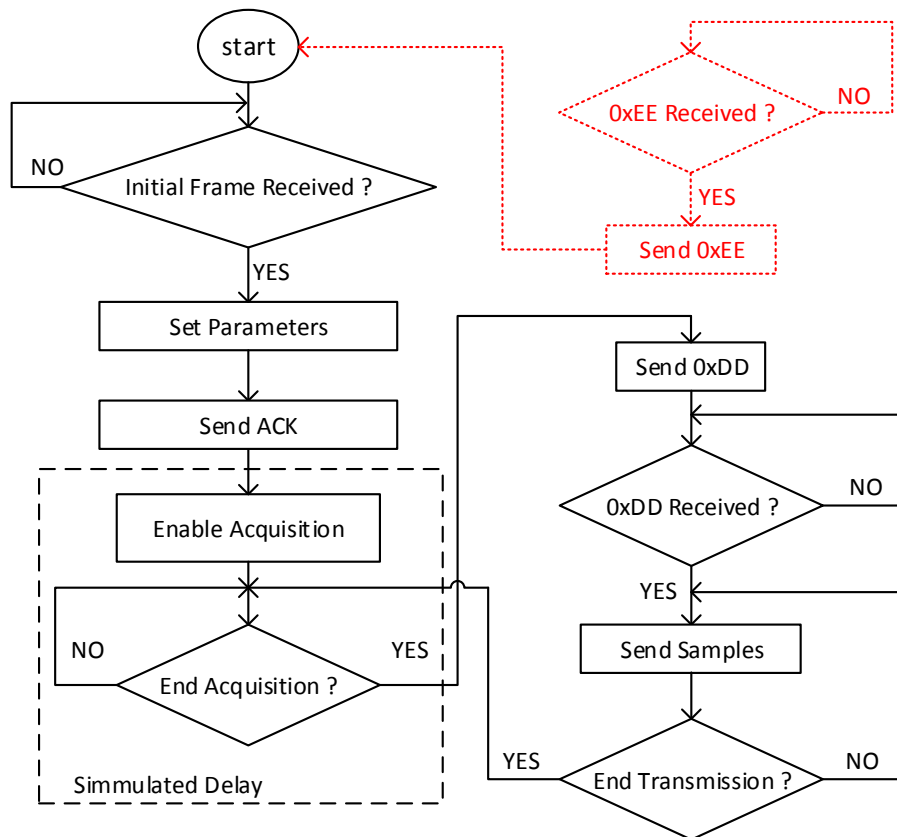 start
NO
Initial Frame Received ?
YES
Set Parameters
Send ACK
Enable Acquisition
NO
YES
End Acquisition ?
Simmulated Delay
0xEE Received ?
NO
YES
Send 0xEE
Send 0xDD
0xDD Received ?
NO
YES
Send Samples
YES
End Transmission ?
NO